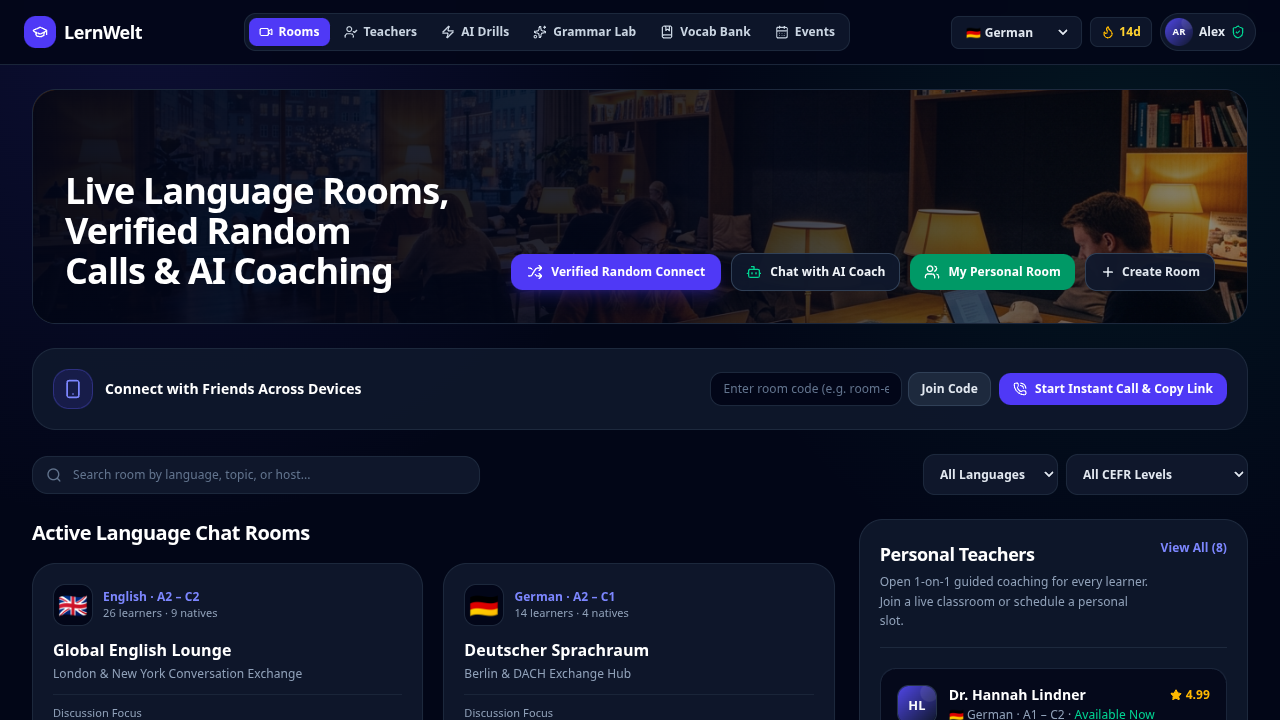 LernWelt
Rooms
Teachers
AI Drills
Grammar Lab
Vocab Bank
Events
German
14d
AR
Alex
Live Language Rooms,
Verified Random
Calls & AI Coaching
Verified Random Connect
Chat with AI Coach
My Personal Room
Create Room
Connect with Friends Across Devices
Enter room code (e.g. room-e
Join Code
Start Instant Call & Copy Link
Search room by language, topic, or host...
All Languages
All CEFR Levels
Active Language Chat Rooms
English · A2 – C2
26 learners · 9 natives
Global English Lounge
London & New York Conversation Exchange
Discussion Focus
German · A2 – C1
14 learners · 4 natives
Deutscher Sprachraum
Berlin & DACH Exchange Hub
Discussion Focus
Personal Teachers
View All (8)
Open 1-on-1 guided coaching for every learner.
Join a live classroom or schedule a personal
slot.
HL
Dr. Hannah Lindner
4.99
German · A1 – C2 · Available Now